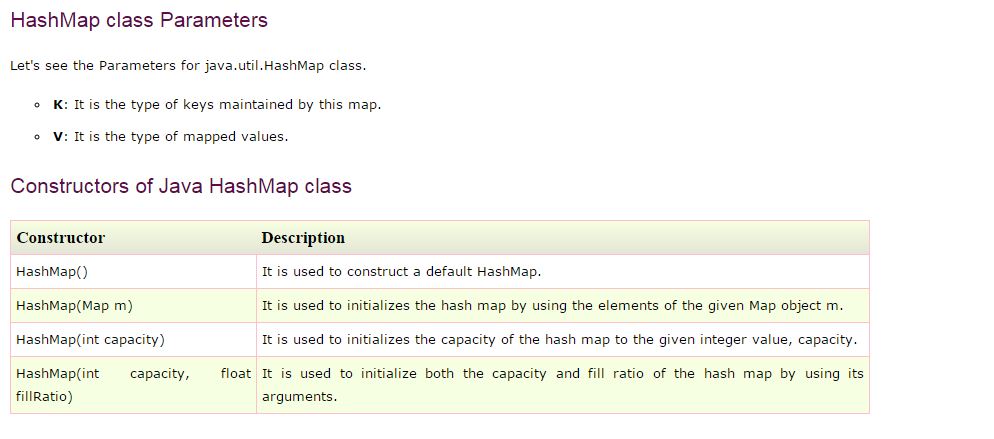 HashMap class Parameters
Let's see the Parameters for java.util.HashMap class.
K: It is the type of keys maintained by this map.
V: It is the type of mapped values.
Constructors of Java HashMap class
Constructor Description
HashMap() It is used to construct a default HashMap.
HashMap(Map m) It is used to initializes the hash map by using the elements of the given Map object m.
HashMap(int capacity) It is used to initializes the capacity of the hash map to the given integer value, capacity.
HashMap(int capacity, float It is used to initialize both the capacity and fill ratio of the hash map by using its
fillRatio) arguments.